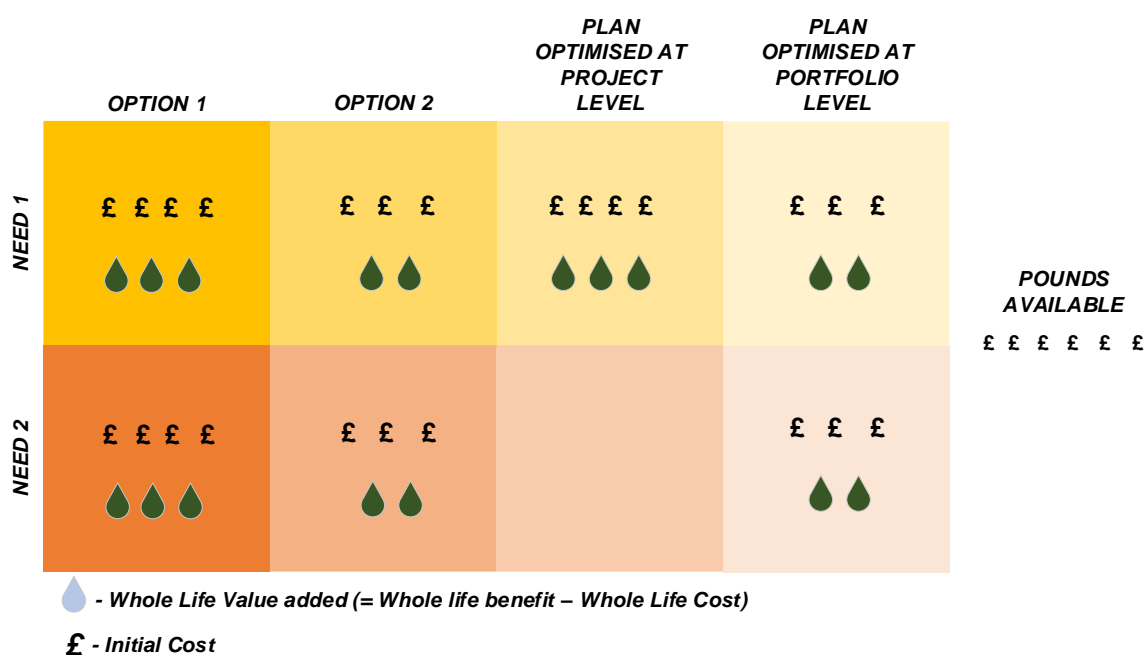 PLAN
OPTIMISED AT
PROJECT
LEVEL
PLAN
OPTIMISED AT
PORTFOLIO
LEVEL
OPTION 1
OPTION 2
NEED 1
£ £ £ £
£ £ £
£ £ £ £
£ £ £
POUNDS
AVAILABLE
£ £ £ £ £ £
NEED 2
£ £ £ £
£ £ £
£ £ £
- Whole Life Value added (= Whole life benefit – Whole Life Cost)
£ - Initial Cost